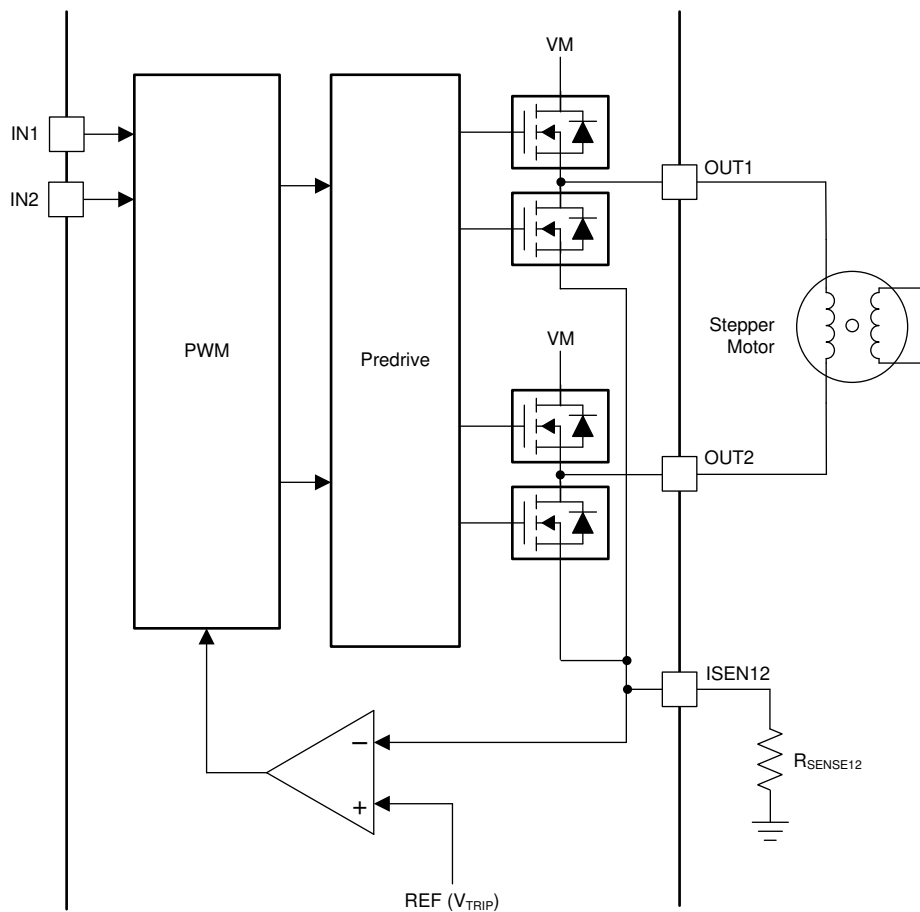 VM
IN1
IN2
OUT1
PWM
Predrive
Stepper
Motor
VM
OUT2
ISEN12
−
+
RSENSE12
REF (VTRIP)